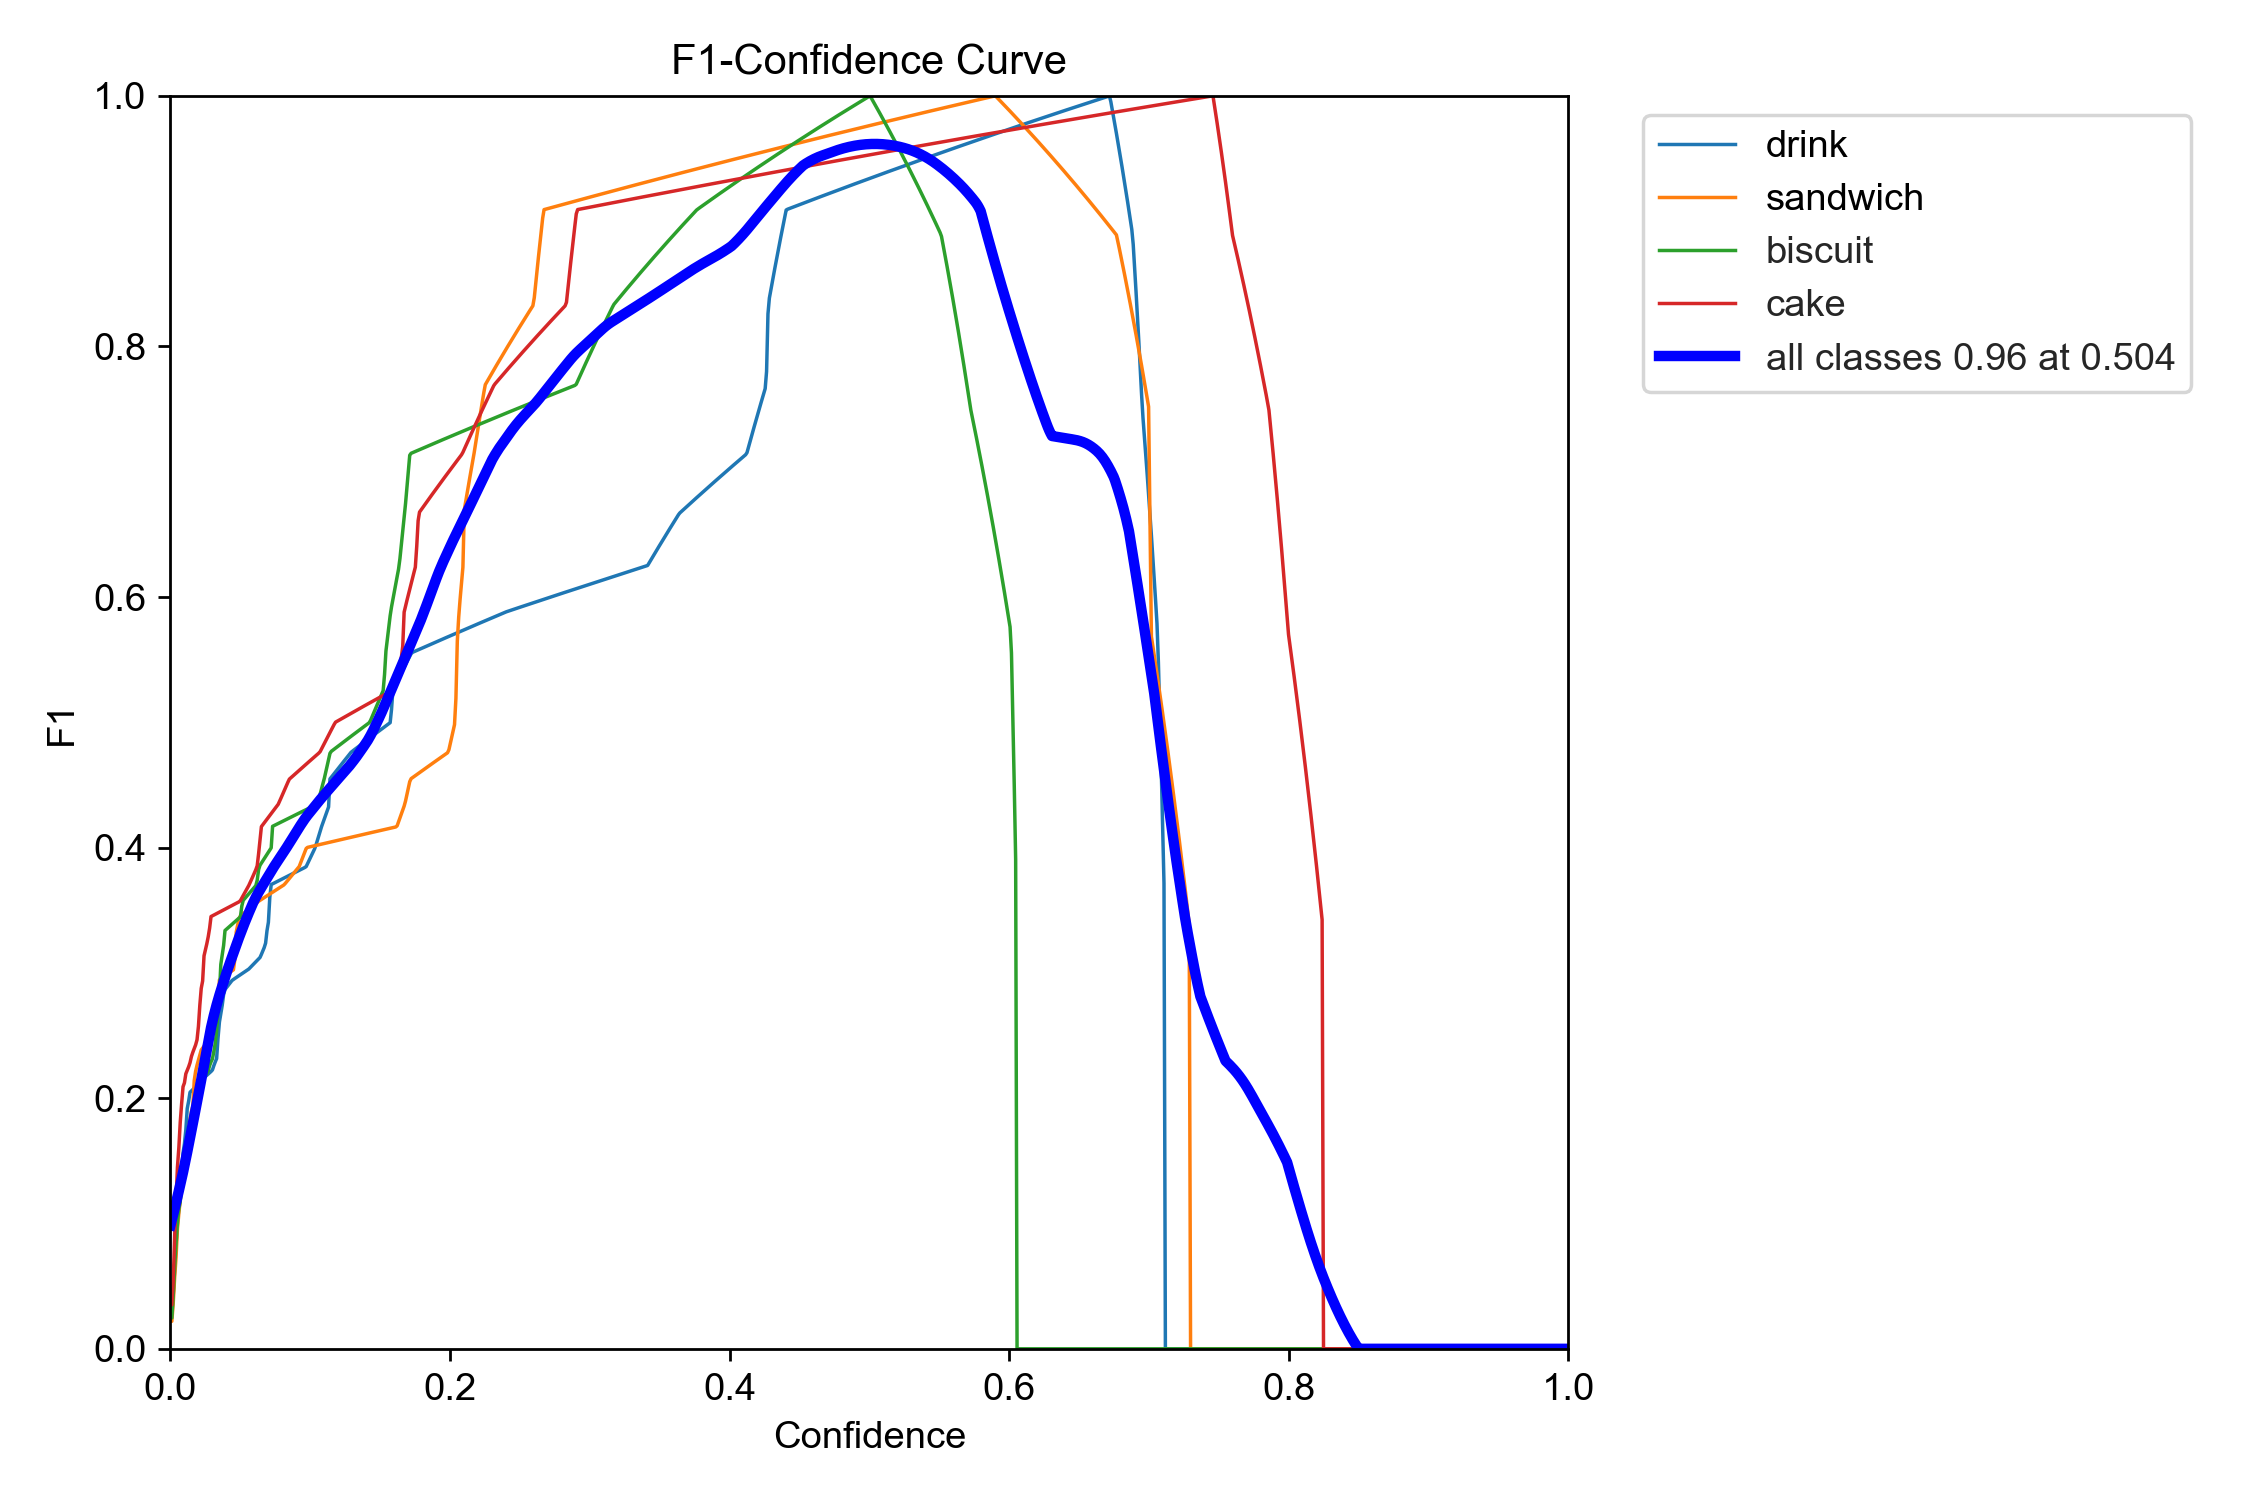 F1-Confidence Curve
1.0
0.8
0.6
0.4
0.2
0.0
F1
0.0 0.2 0.4 0.6 0.8 1.0
Confidence
drink
sandwich
biscuit
cake
all classes 0.96 at 0.504